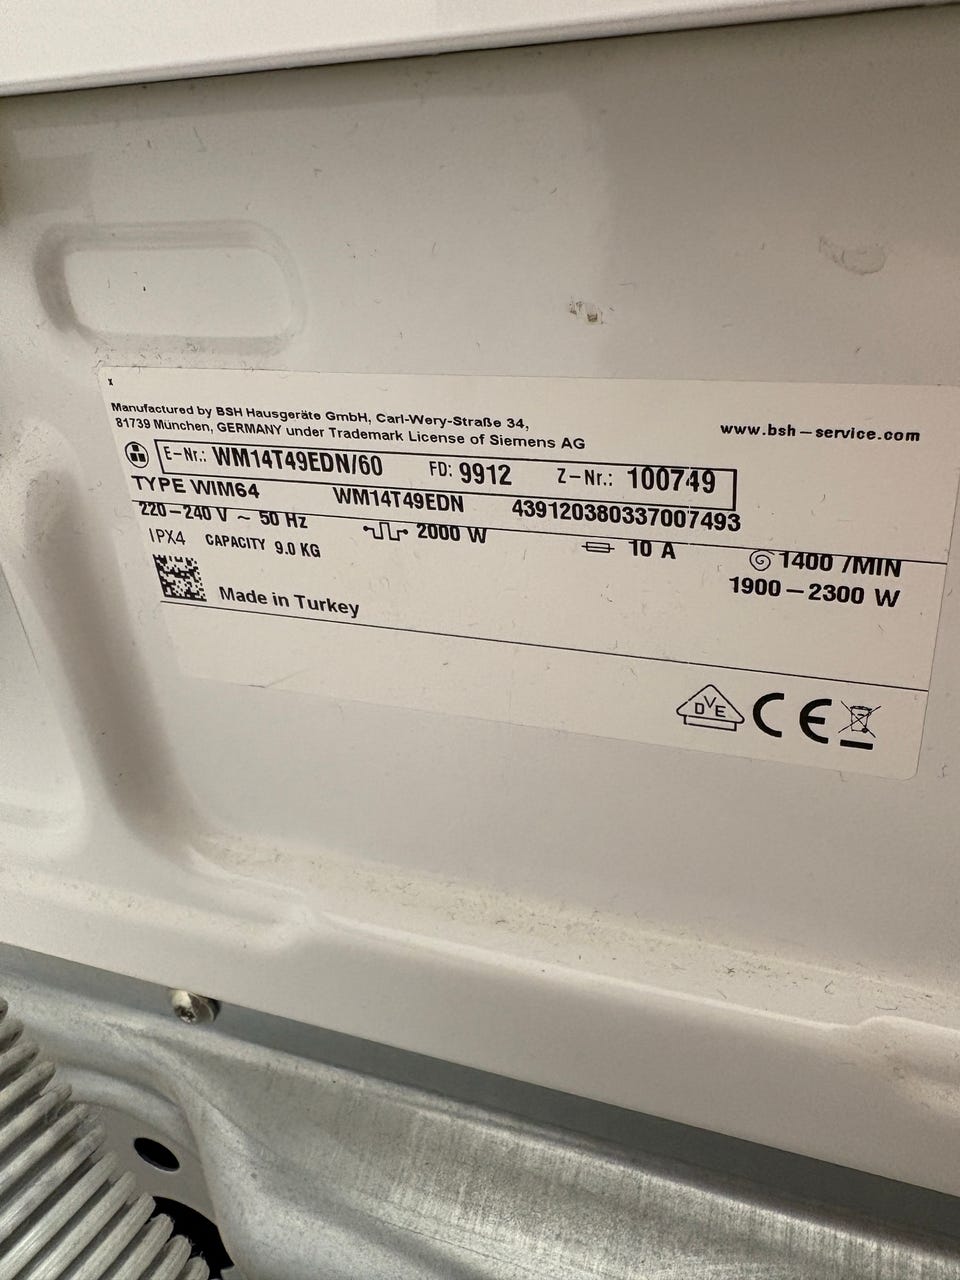 x
Manufactured by BSH Hausgeräte GmbH, Carl-Wery-Straße 34,
81739 München, GERMANY under Trademark License of Siemens AG
www.bsh-service.com
E-Nr.: WM14T49EDN/60 FD: 9912 Z-Nr.: 100749
TYPE WIM64 WM14T49EDN 439120380337007493
220-240 V ~ 50 Hz 2000 W 10 A 1400 /MIN
IPX4 CAPACITY 9.0 KG 1900-2300 W
Made in Turkey
DVE CE